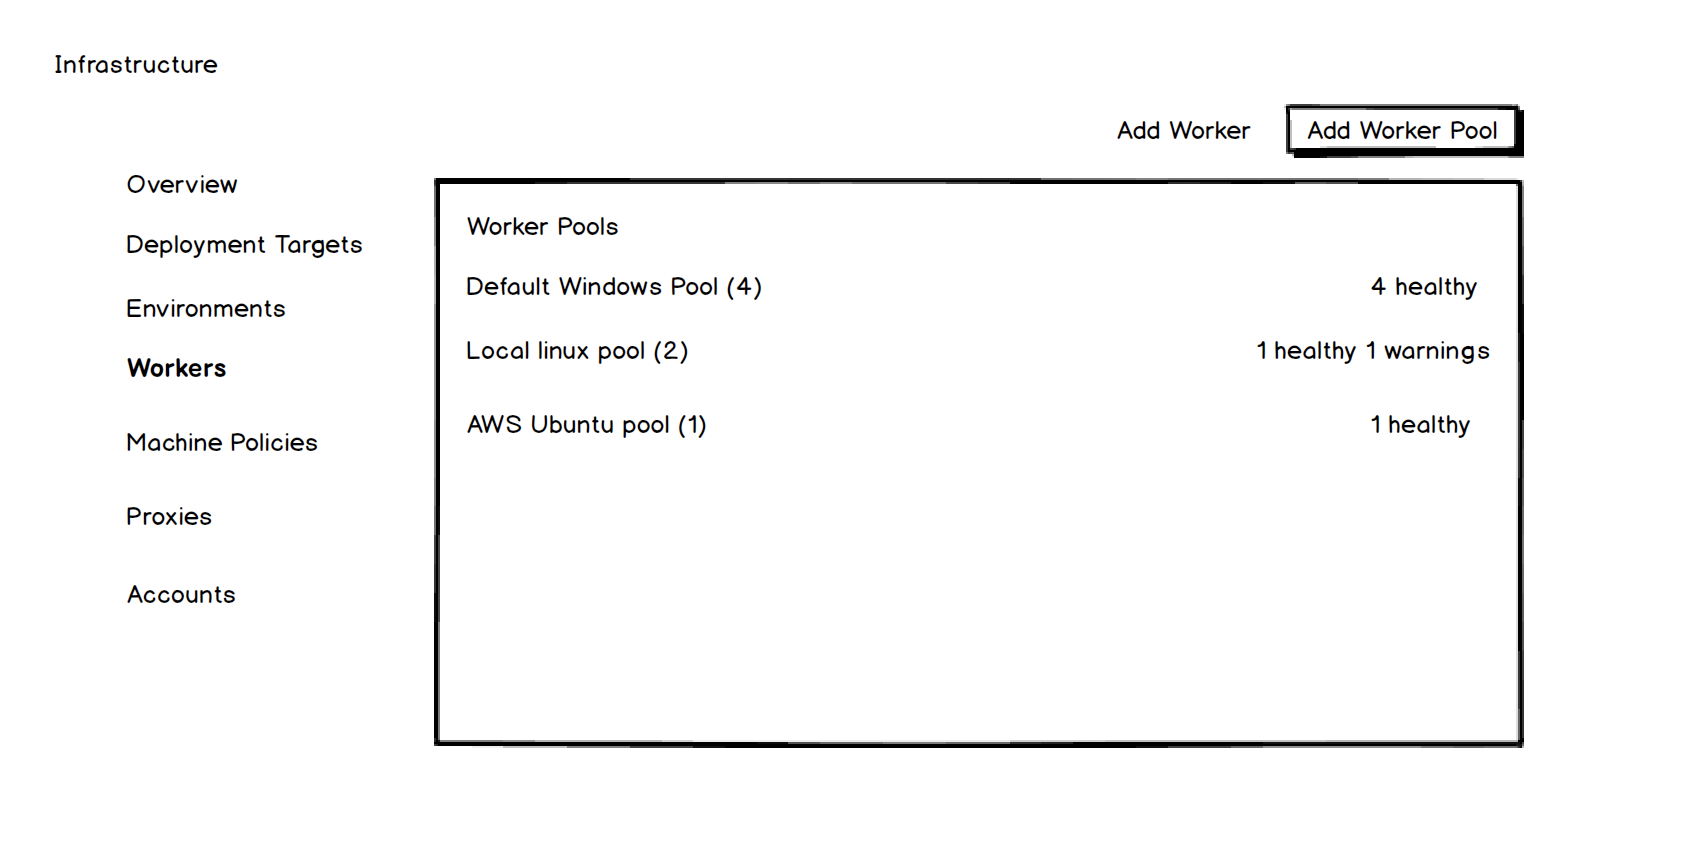 Infrastructure
Add Worker Add Worker Pool
Overview
Deployment Targets
Environments
Workers
Machine Policies
Proxies
Accounts
Worker Pools
Default Windows Pool (4) 4 healthy
Local linux pool (2) 1 healthy 1 warnings
AWS Ubuntu pool (1) 1 healthy